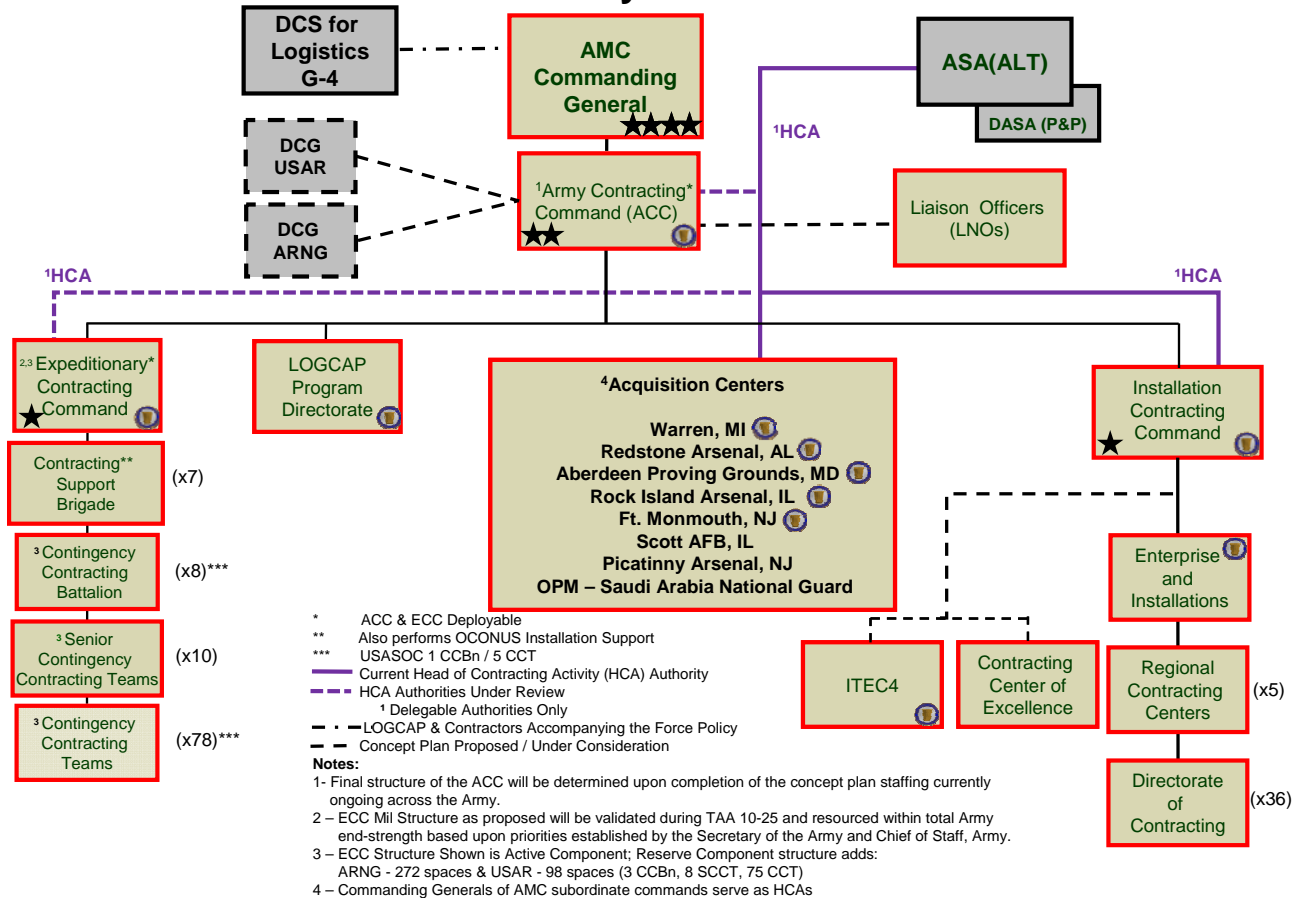 DCS for
Logistics
G-4
AMC
Commanding
General
ASA(ALT)
DASA (P&P)
¹HCA
DCG
USAR
DCG
ARNG
¹Army Contracting*
Command (ACC)
Liaison Officers
(LNOs)
¹HCA
¹HCA
2,3 Expeditionary*
Contracting
Command
LOGCAP
Program
Directorate
⁴Acquisition Centers
Warren, MI
Redstone Arsenal, AL
Aberdeen Proving Grounds, MD
Rock Island Arsenal, IL
Ft. Monmouth, NJ
Scott AFB, IL
Picatinny Arsenal, NJ
OPM – Saudi Arabia National Guard
Installation
Contracting
Command
Contracting**
Support
Brigade
(x7)
³ Contingency
Contracting
Battalion
(x8)***
³ Senior
Contingency
Contracting Teams
(x10)
³ Contingency
Contracting
Teams
(x78)***
Enterprise
and
Installations
ITEC4
Contracting
Center of
Excellence
Regional
Contracting
Centers
(x5)
Directorate
of
Contracting
(x36)
* ACC & ECC Deployable
** Also performs OCONUS Installation Support
*** USASOC 1 CCBn / 5 CCT
Current Head of Contracting Activity (HCA) Authority
HCA Authorities Under Review
¹ Delegable Authorities Only
LOGCAP & Contractors Accompanying the Force Policy
Concept Plan Proposed / Under Consideration
Notes:
1- Final structure of the ACC will be determined upon completion of the concept plan staffing currently
ongoing across the Army.
2 – ECC Mil Structure as proposed will be validated during TAA 10-25 and resourced within total Army
end-strength based upon priorities established by the Secretary of the Army and Chief of Staff, Army.
3 – ECC Structure Shown is Active Component; Reserve Component structure adds:
ARNG - 272 spaces & USAR - 98 spaces (3 CCBn, 8 SCCT, 75 CCT)
4 – Commanding Generals of AMC subordinate commands serve as HCAs